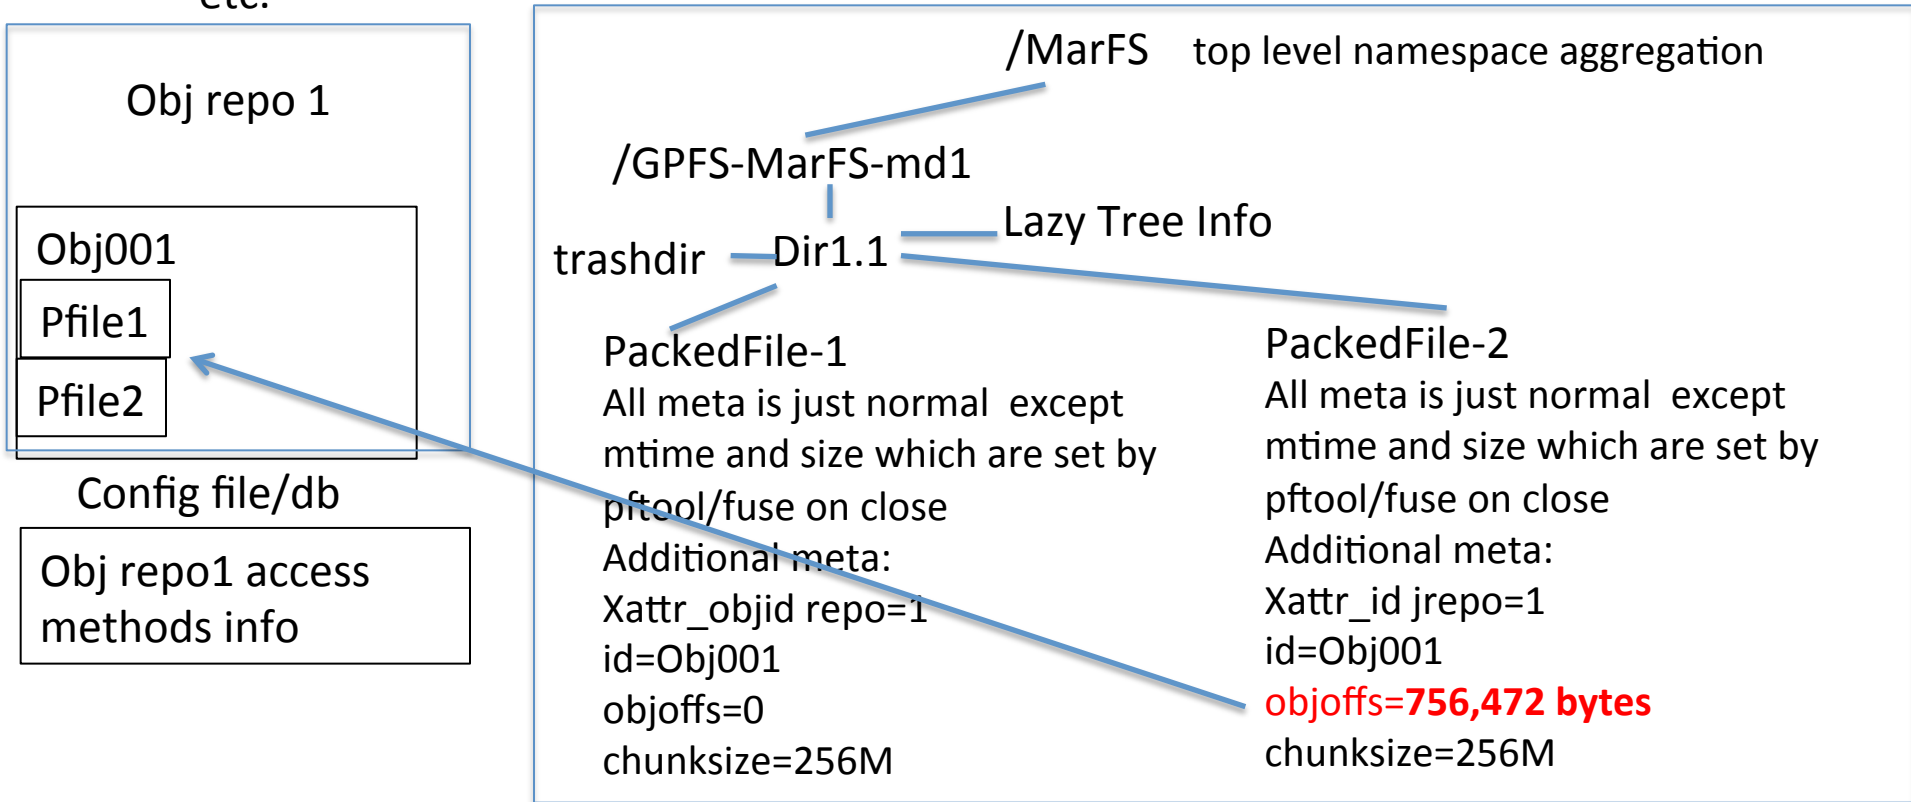 etc.
Obj repo 1
Obj001
Pfile1
Pfile2
Config file/db
Obj repo1 access
methods info
/MarFS top level namespace aggregation
/GPFS-MarFS-md1
Lazy Tree Info
trashdir
Dir1.1
PackedFile-1
All meta is just normal except
mtime and size which are set by
pftool/fuse on close
Additional meta:
Xattr_objid repo=1
id=Obj001
objoffs=0
chunksize=256M
PackedFile-2
All meta is just normal except
mtime and size which are set by
pftool/fuse on close
Additional meta:
Xattr_id jrepo=1
id=Obj001
objoffs=756,472 bytes
chunksize=256M